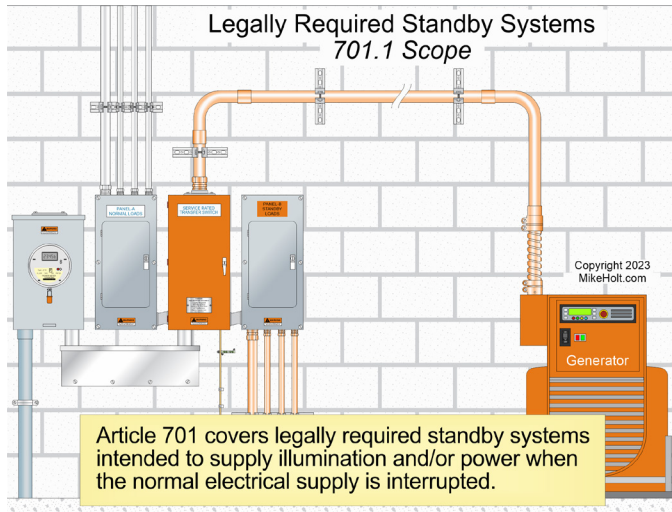 Legally Required Standby Systems
701.1 Scope
PANEL A
NORMAL LOADS
SERVICE RATED
TRANSFER SWITCH
PANEL B
STANDBY
LOADS
Copyright 2023
MikeHolt.com
Generator
Article 701 covers legally required standby systems
intended to supply illumination and/or power when
the normal electrical supply is interrupted.